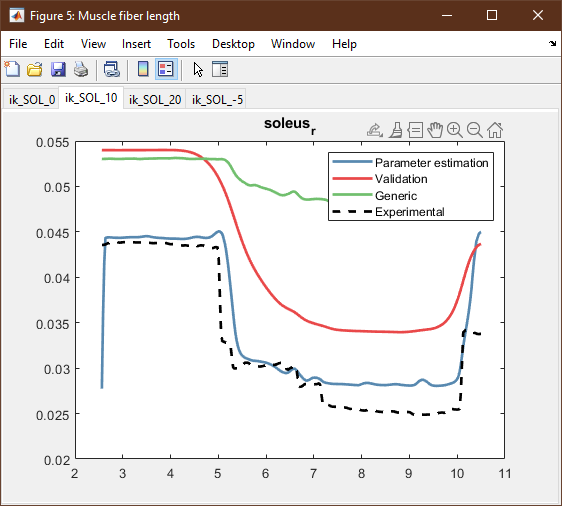 Figure 5: Muscle fiber length
File Edit View Insert Tools Desktop Window Help
ik_SOL_0 ik_SOL_10 ik_SOL_20 ik_SOL_-5
soleusr
0.055
0.05
0.045
0.04
0.035
0.03
0.025
0.02
Parameter estimation
Validation
Generic
Experimental
2 3 4 5 6 7 8 9 10 11